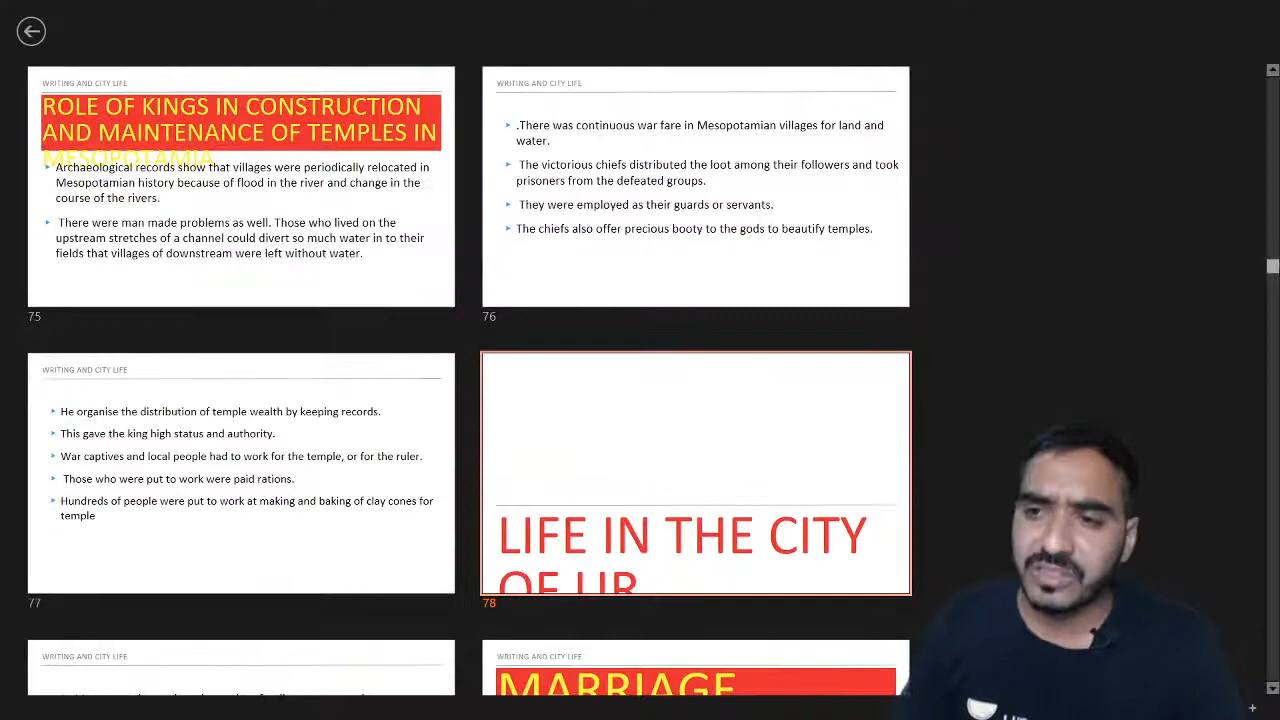 WRITING AND CITY LIFE
ROLE OF KINGS IN CONSTRUCTION
AND MAINTENANCE OF TEMPLES IN
MESOPOTAMIA
Archaeological records show that villages were periodically relocated in
Mesopotamian history because of flood in the river and change in the
course of the rivers.
There were man made problems as well. Those who lived on the
upstream stretches of a channel could divert so much water in to their
fields that villages of downstream were left without water.
75
WRITING AND CITY LIFE
.There was continuous war fare in Mesopotamian villages for land and
water.
The victorious chiefs distributed the loot among their followers and took
prisoners from the defeated groups.
They were employed as their guards or servants.
The chiefs also offer precious booty to the gods to beautify temples.
76
WRITING AND CITY LIFE
He organise the distribution of temple wealth by keeping records.
This gave the king high status and authority.
War captives and local people had to work for the temple, or for the ruler.
Those who were put to work were paid rations.
Hundreds of people were put to work at making and baking of clay cones for
temple
77
LIFE IN THE CITY
OF UR
78
WRITING AND CITY LIFE
WRITING AND CITY LIFE
MARRIAGE